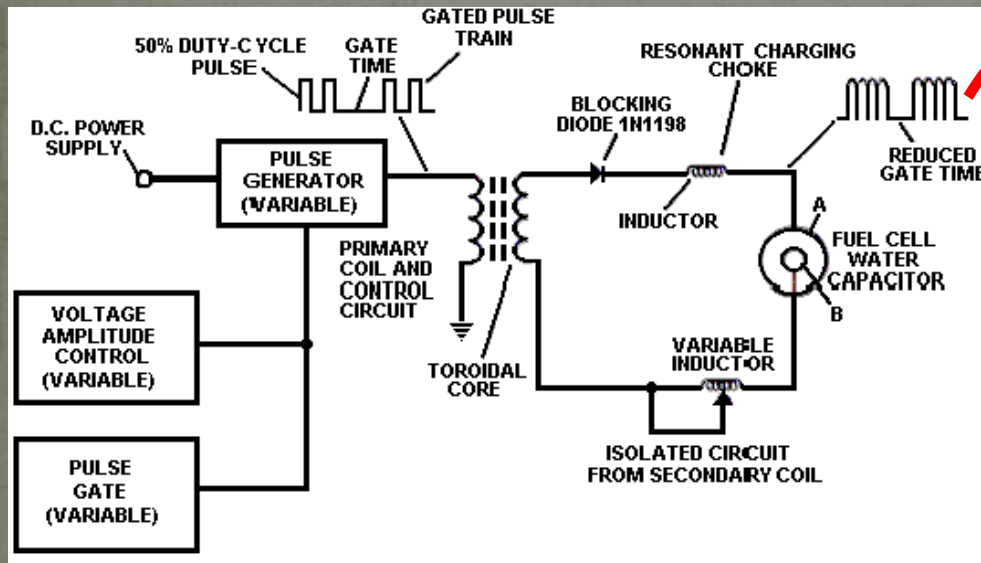 GATED PULSE
TRAIN
50% DUTY-CYCLE
PULSE
GATE
TIME
RESONANT CHARGING
CHOKE
BLOCKING
DIODE 1N1198
D.C. POWER
SUPPLY
PULSE
GENERATOR
(VARIABLE)
REDUCED
GATE TIME
INDUCTOR
A
PRIMARY
COIL AND
CONTROL
CIRCUIT
FUEL CELL
WATER
CAPACITOR
B
VOLTAGE
AMPLITUDE
CONTROL
(VARIABLE)
TOROIDAL
CORE
VARIABLE
INDUCTOR
ISOLATED CIRCUIT
FROM SECONDARY COIL
PULSE
GATE
(VARIABLE)